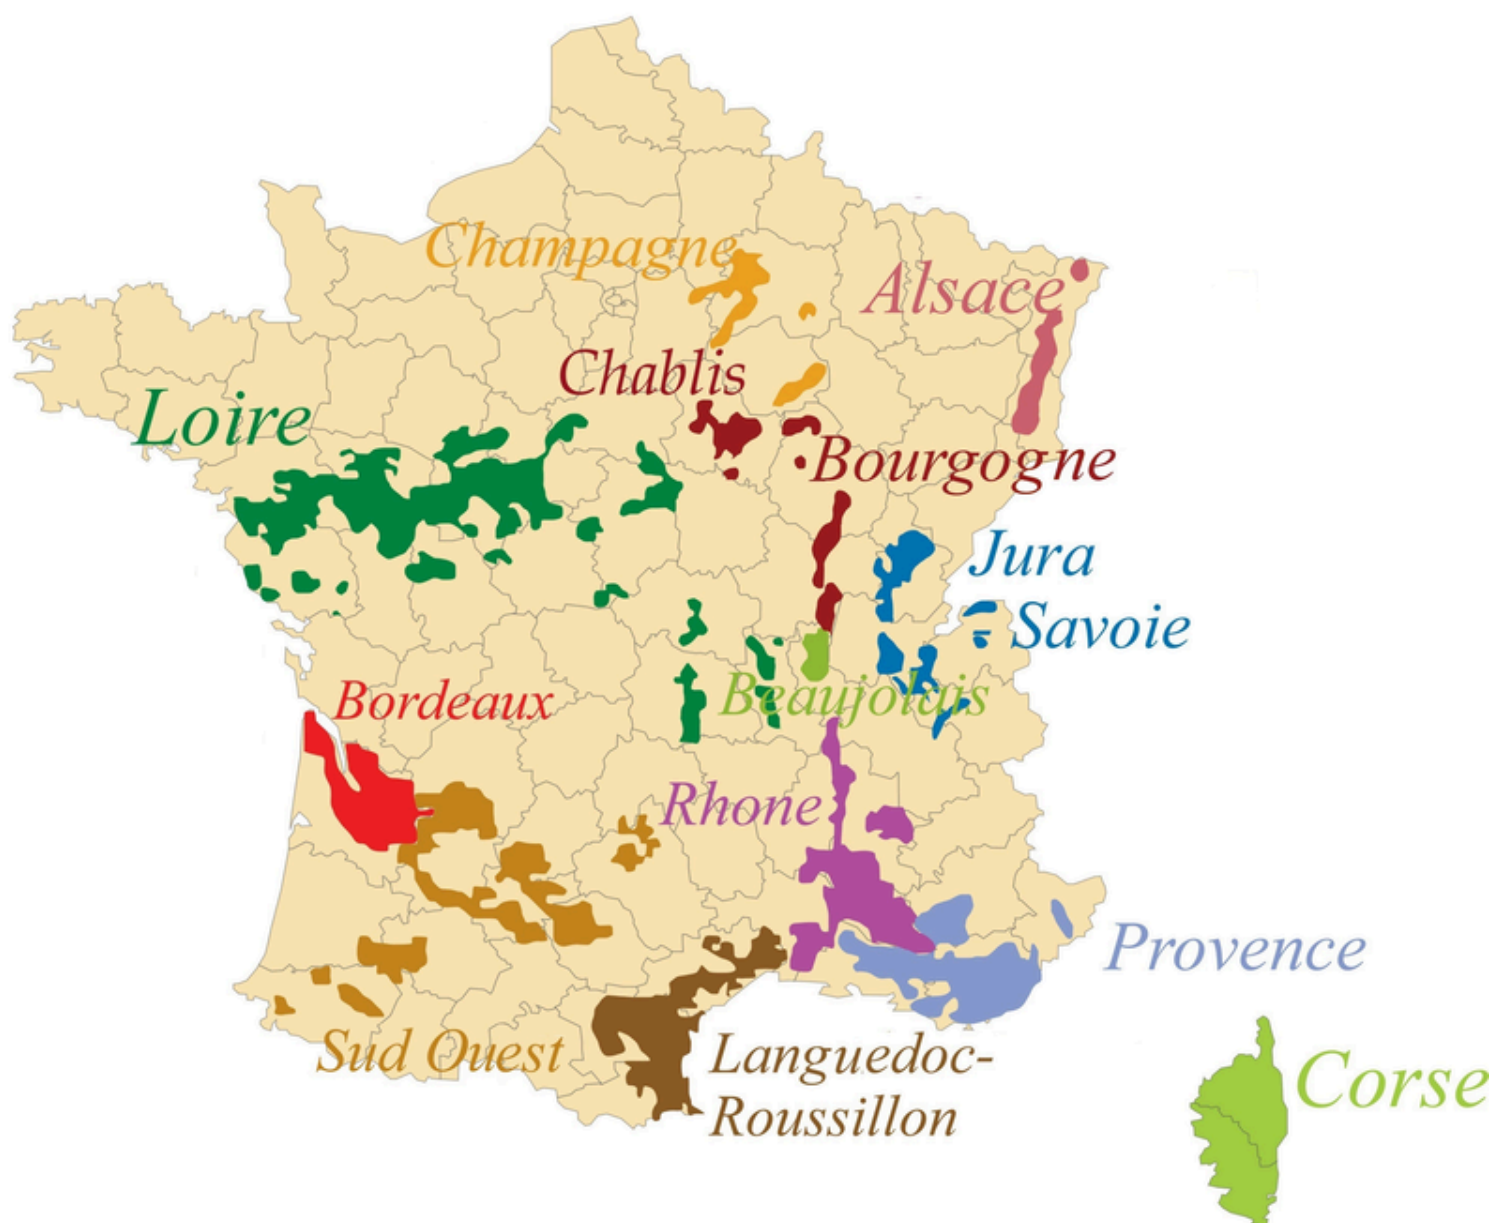 Champagne
Alsace
Chablis
Loire
Bourgogne
Jura
Savoie
Bordeaux
Beaujolais
Rhone
Provence
Sud Ouest
Languedoc-
Roussillon
Corse